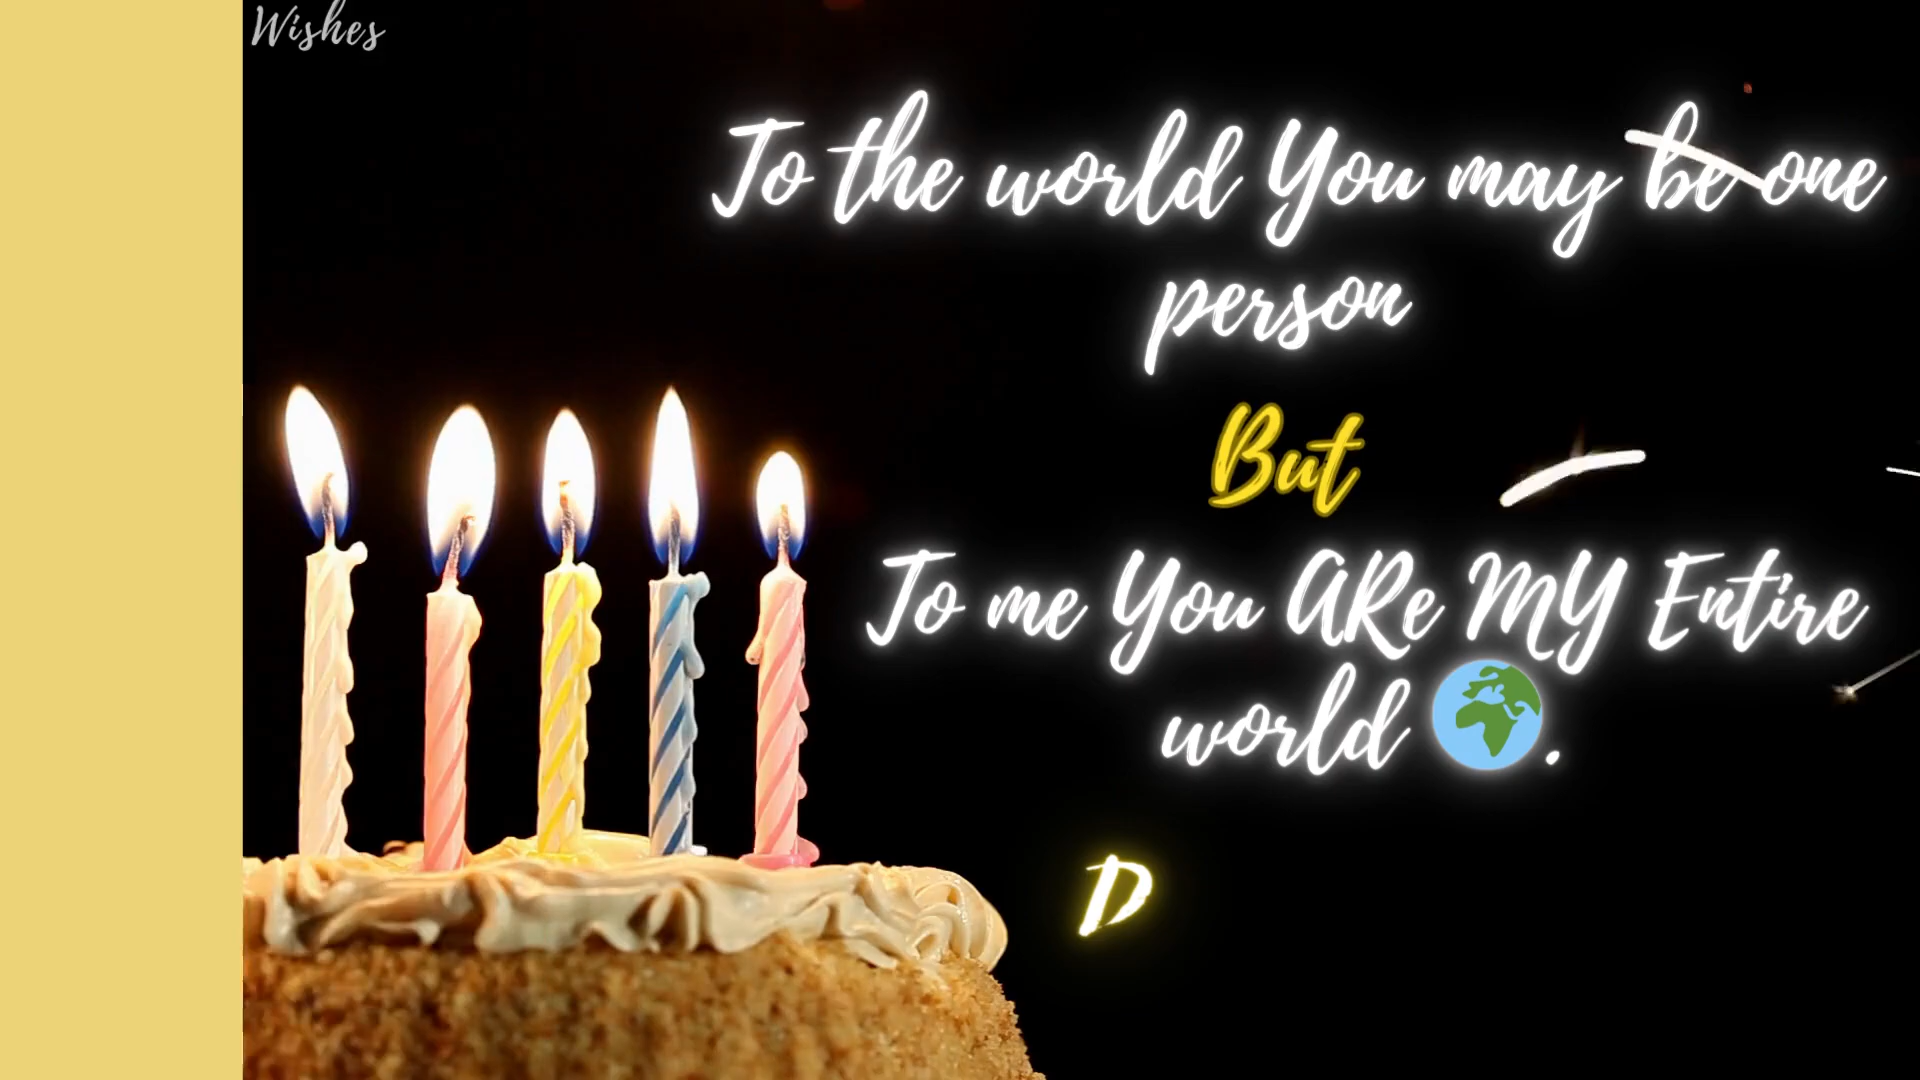 Wishes
To the world You may be one
person
But
To me You ARe MY Entire
world 🌍.
D